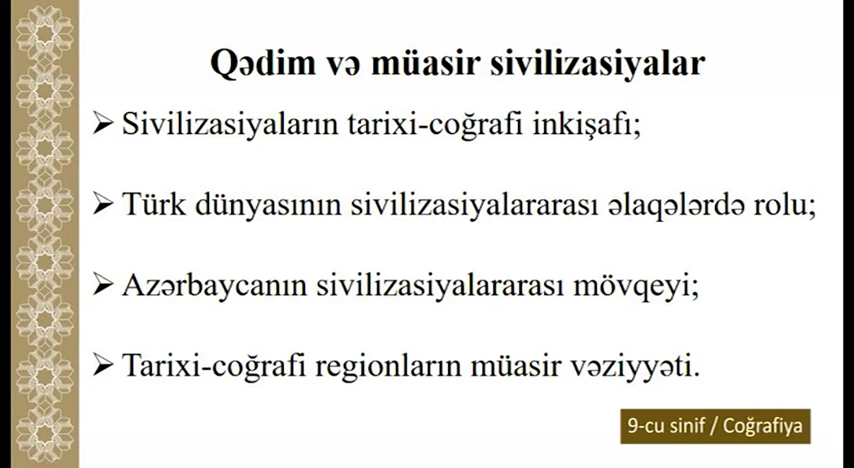 Qədim və müasir sivilizasiyalar
➢ Sivilizasiyaların tarixi-coğrafi inkişafı;
➢ Türk dünyasının sivilizasiyalararası əlaqələrdə rolu;
➢ Azərbaycanın sivilizasiyalararası mövqeyi;
➢ Tarixi-coğrafi regionların müasir vəziyyəti.
9-cu sinif / Coğrafiya